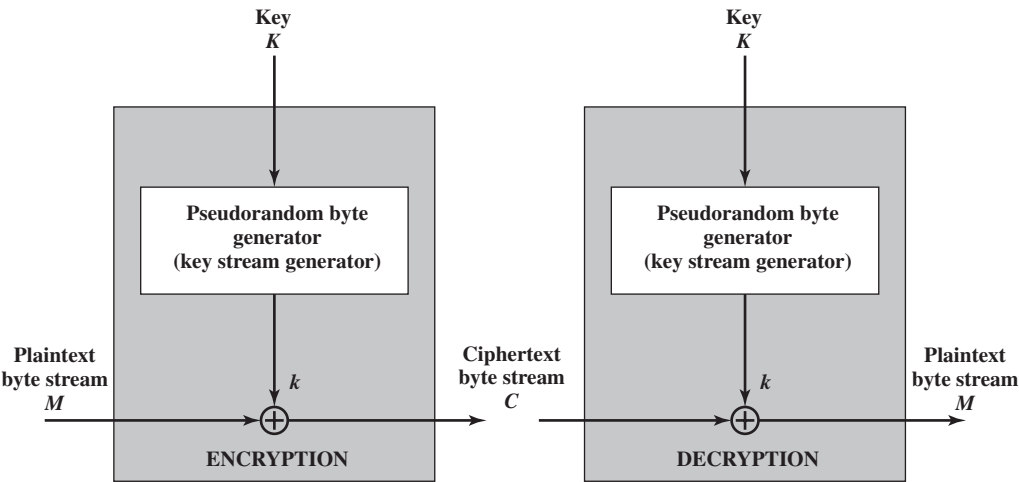 Key
K
Pseudorandom byte
generator
(key stream generator)
Plaintext
byte stream
M
k
ENCRYPTION
Ciphertext
byte stream
C
Key
K
Pseudorandom byte
generator
(key stream generator)
k
DECRYPTION
Plaintext
byte stream
M